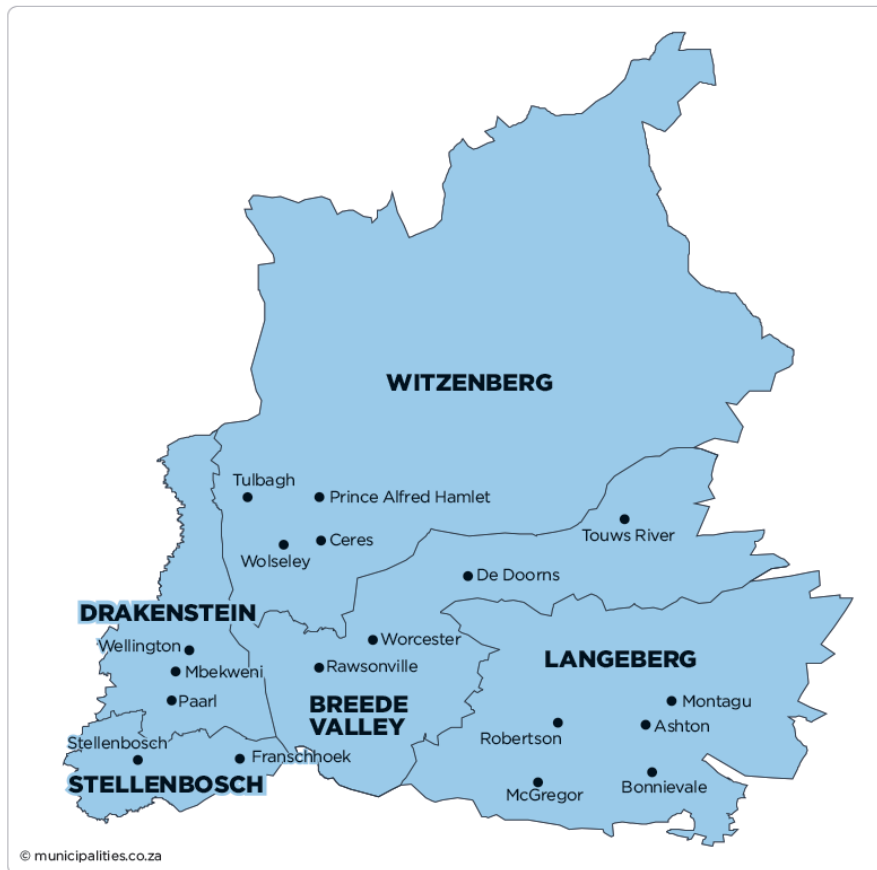 WITZENBERG
Tulbagh
Prince Alfred Hamlet
Ceres
Wolseley
Touws River
De Doorns
DRAKENSTEIN
Wellington
Mbekweni
Paarl
Worcester
Rawsonville
BREEDE
VALLEY
LANGEBERG
Montagu
Ashton
Robertson
McGregor
Bonnievale
Stellenbosch
Franschhoek
STELLENBOSCH
© municipalities.co.za